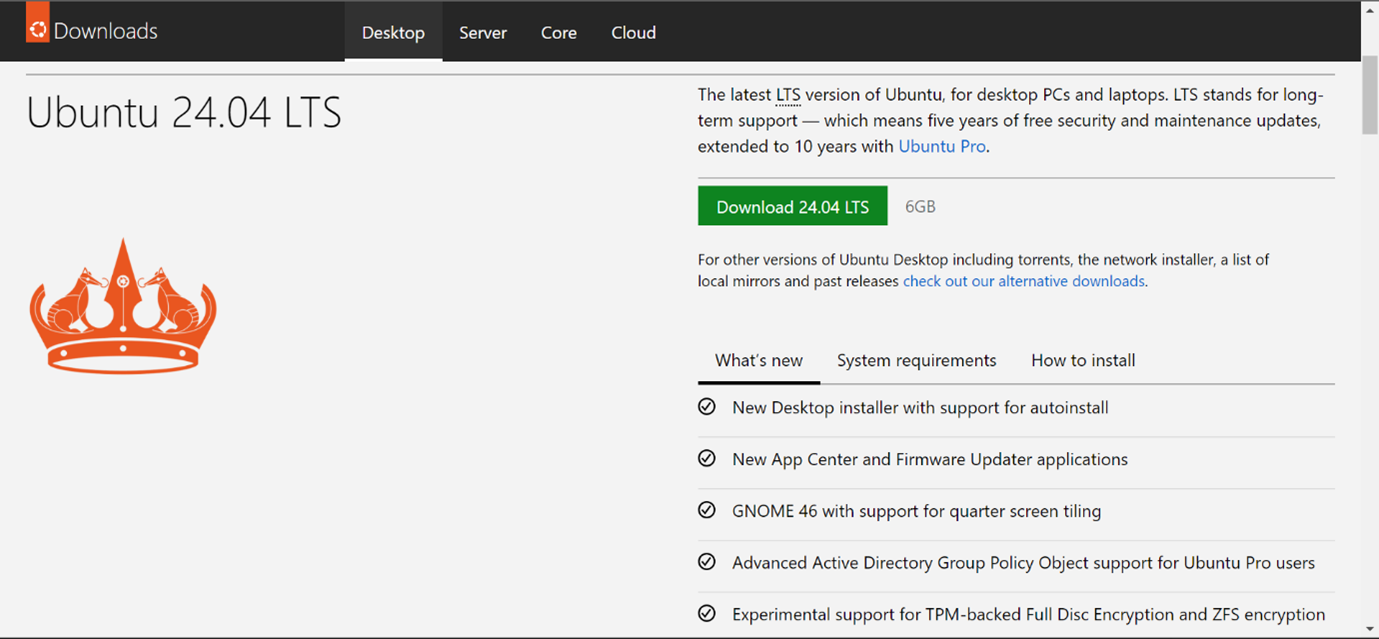 Downloads
Desktop
Server
Core
Cloud
Ubuntu 24.04 LTS
The latest LTS version of Ubuntu, for desktop PCs and laptops. LTS stands for long-
term support — which means five years of free security and maintenance updates,
extended to 10 years with Ubuntu Pro.
Download 24.04 LTS
6GB
For other versions of Ubuntu Desktop including torrents, the network installer, a list of
local mirrors and past releases check out our alternative downloads.
What's new
System requirements
How to install
New Desktop installer with support for autoinstall
New App Center and Firmware Updater applications
GNOME 46 with support for quarter screen tiling
Advanced Active Directory Group Policy Object support for Ubuntu Pro users
Experimental support for TPM-backed Full Disc Encryption and ZFS encryption